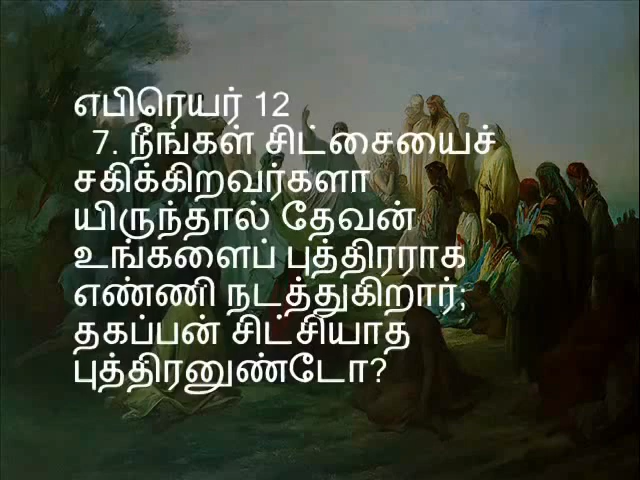 எபிரெயர் 12
7. நீங்கள் சிட்சையைச்
சகிக்கிறவர்களா
யிருந்தால் தேவன்
உங்களைப் புத்திரராக
எண்ணி நடத்துகிறார்;
தகப்பன் சிட்சியாத
புத்திரனுண்டோ?